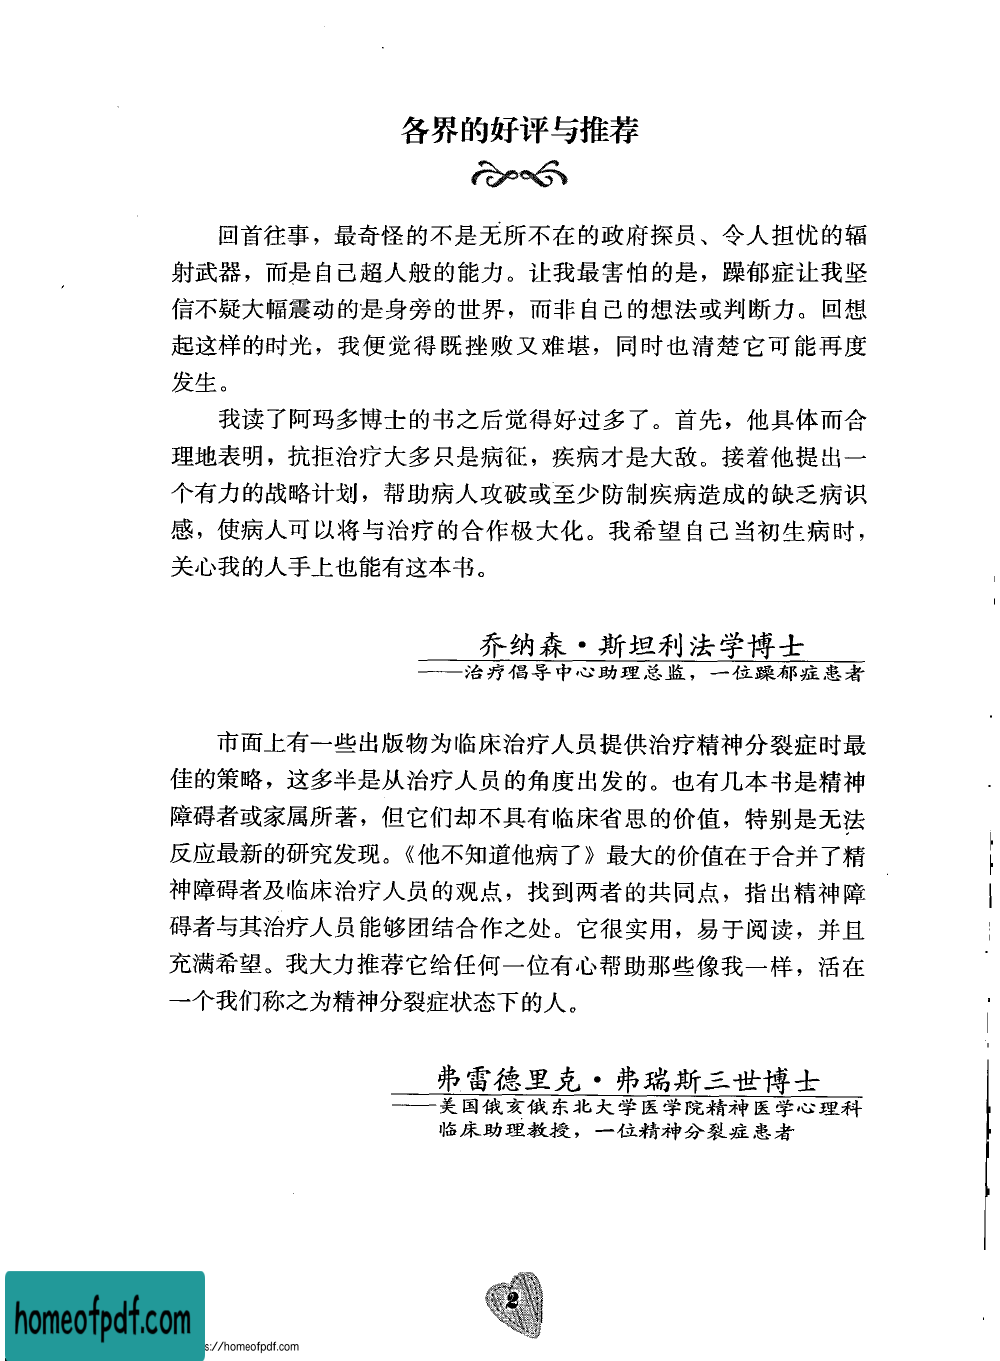 各界的好评与推荐
回首往事，最奇怪的不是无所不在的政府探员、令人担忧的辐
射武器，而是自己超人般的能力。让我最害怕的是，躁郁症让我坚
信不疑大幅震动的是身旁的世界，而非自己的想法或判断力。回想
起这样的时光，我便觉得既挫败又难堪，同时也清楚它可能再度
发生。
我读了阿玛多博士的书之后觉得好过多了。首先，他具体而合
理地表明，抗拒治疗大多只是病征，疾病才是大敌。接着他提出一
个有力的战略计划，帮助病人攻破或至少防制疾病造成的缺乏病识
感，使病人可以将与治疗的合作极大化。我希望自己当初生病时，
关心我的人手上也能有这本书。
乔纳森·斯坦利法学博士
——治疗倡导中心助理总监，一位躁郁症患者
市面上有一些出版物为临床治疗人员提供治疗精神分裂症时最
佳的策略，这多半是从治疗人员的角度出发的。也有几本书是精神
障碍者或家属所著，但它们却不具有临床省思的价值，特别是无法
反应最新的研究发现。《他不知道他病了》最大的价值在于合并了精
神障碍者及临床治疗人员的观点，找到两者的共同点，指出精神障
碍者与其治疗人员能够团结合作之处。它很实用，易于阅读，并且
充满希望。我大力推荐它给任何一位有心帮助那些像我一样，活在
一个我们称之为精神分裂症状态下的人。
弗雷德里克·弗瑞斯三世博士
——美国俄亥俄东北大学医学院精神医学心理科
临床助理教授，一位精神分裂症患者
2
homeofpdf.com
s://homeofpdf.com